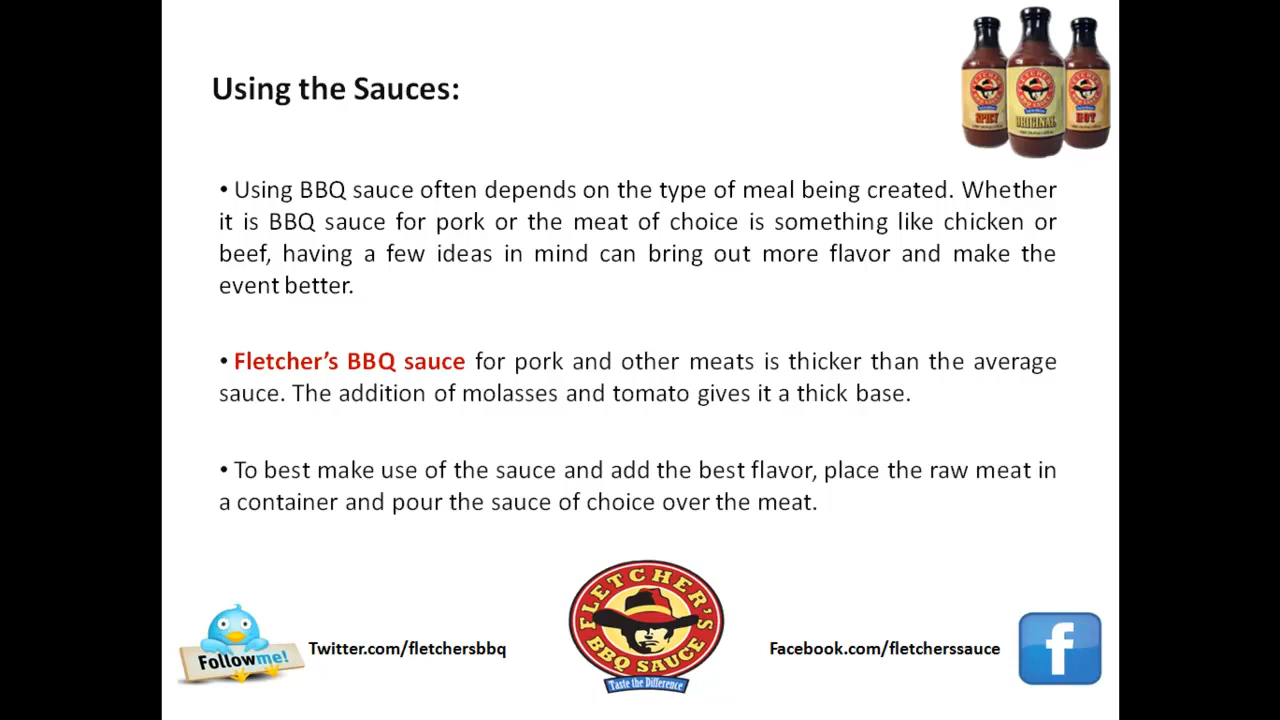 Using the Sauces:
FLETCHER'S
BBQ SAUCE
SPICY
ORIGINAL
HOT
• Using BBQ sauce often depends on the type of meal being created. Whether
it is BBQ sauce for pork or the meat of choice is something like chicken or
beef, having a few ideas in mind can bring out more flavor and make the
event better.
• Fletcher’s BBQ sauce for pork and other meats is thicker than the average
sauce. The addition of molasses and tomato gives it a thick base.
• To best make use of the sauce and add the best flavor, place the raw meat in
a container and pour the sauce of choice over the meat.
Follow me!
Twitter.com/fletchersbbq
FLETCHER'S
BBQ SAUCE
Taste the Difference
Facebook.com/fletcherssauce
f